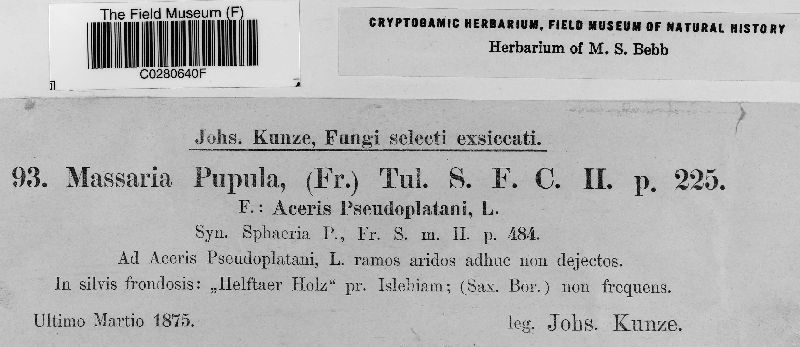 The Field Museum (F)
C0280640F
CRYPTOGAMIC HERBARIUM, FIELD MUSEUM OF NATURAL HISTORY
Herbarium of M. S. Bebb
Johs. Kunze, Fungi selecti exsiccati.
93. Massaria Pupula, (Fr.) Tul. S. F. C. II. p. 225.
F.: Aceris Pseudoplatani, L.
Syn. Sphaeria P., Fr. S. m. II. p. 484.
Ad Aceris Pseudoplatani, L. ramos aridos adhuc non dejectos.
In silvis frondosis: „Helftaer Holz“ pr. Islebiam; (Sax. Bor.) non frequens.
Ultimo Martio 1875. leg. Johs. Kunze.